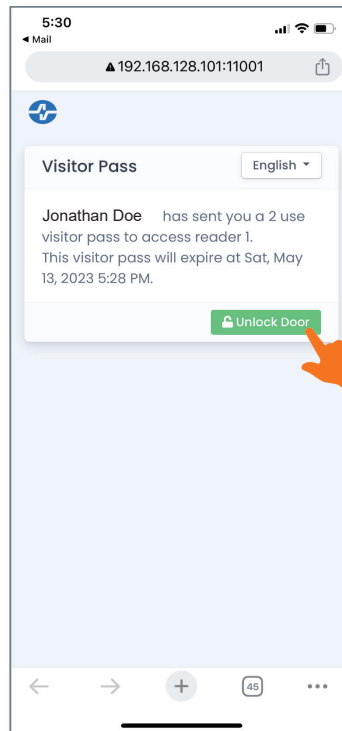 5:30
◀ Mail
192.168.128.101:11001
Visitor Pass
English
Jonathan Doe has sent you a 2 use
visitor pass to access reader 1.
This visitor pass will expire at Sat, May
13, 2023 5:28 PM.
Unlock Door
45